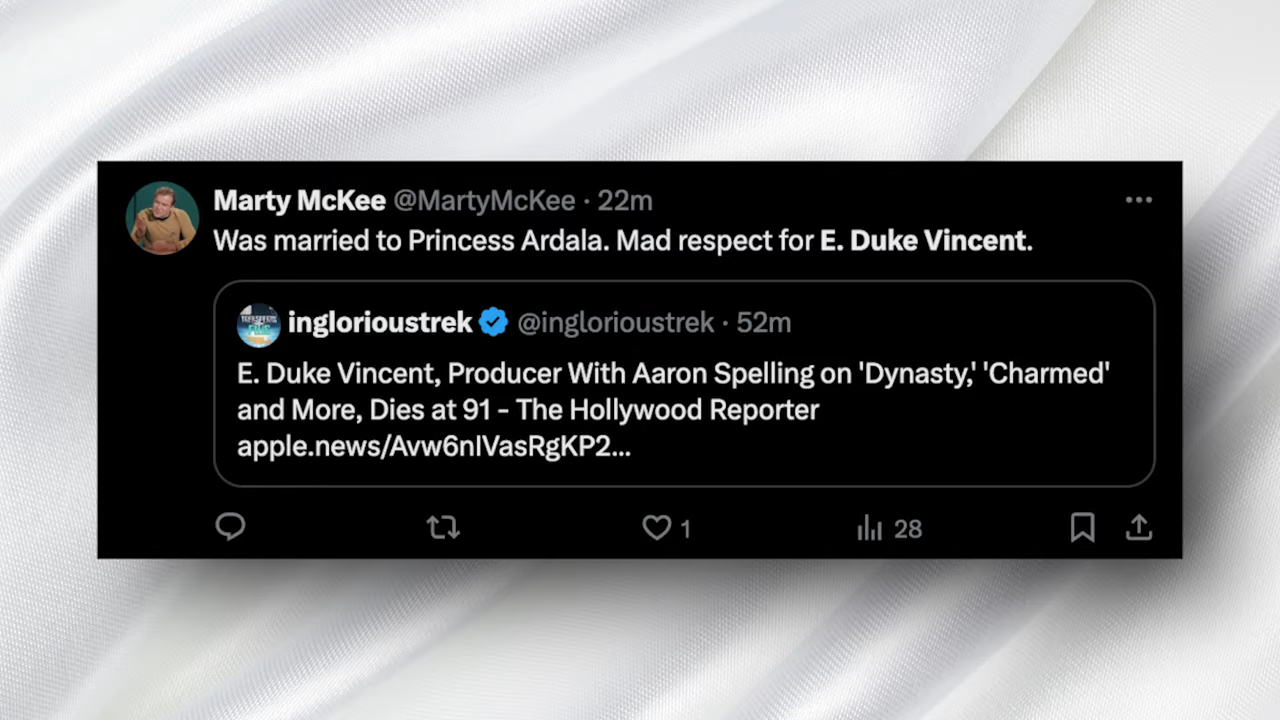 Marty McKee @MartyMcKee · 22m
Was married to Princess Ardala. Mad respect for E. Duke Vincent.
inglorioustrek @inglorioustrek · 52m
E. Duke Vincent, Producer With Aaron Spelling on 'Dynasty,' 'Charmed'
and More, Dies at 91 - The Hollywood Reporter
apple.news/Avw6nIVasRgKP2...
1
28